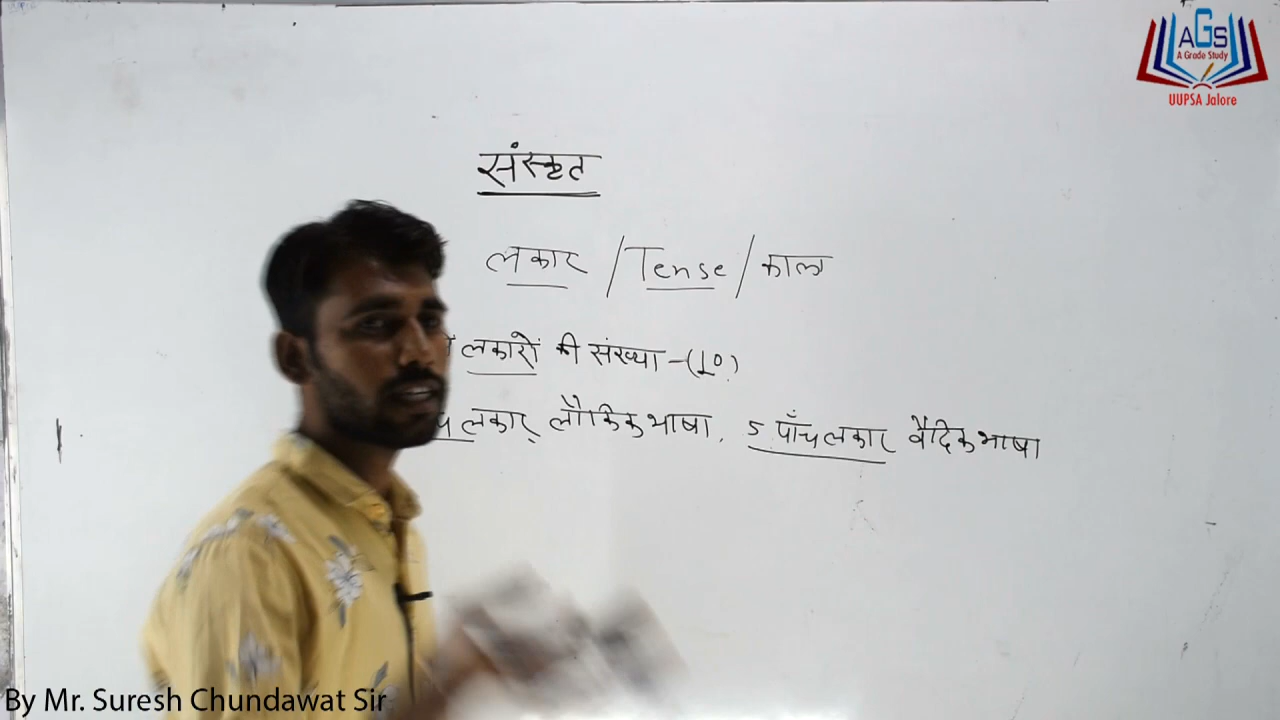 AGS
A Grade Study
UUPSA Jalore
संस्कृत
लकार / Tense / काल
लकारों की संख्या - (10)
लकार, लौकिक भाषा, 5 पाँच लकार वैदिक भाषा
By Mr. Suresh Chundawat Sir